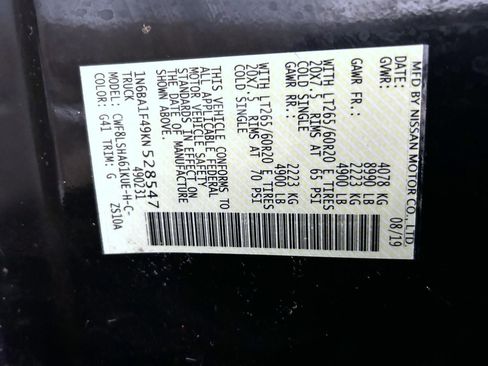 MFD BY NISSAN MOTOR CO., LTD.
08/19
GVWR: 4078 KG
8990 LB
GAWR FR: 2223 KG
4900 LB
WITH LT265/60R20 E TIRES
20X7.5 RIMS AT 65 PSI
COLD SINGLE
GAWR RR: 2223 KG
4900 LB
WITH LT265/60R20 E TIRES
20X7.5 RIMS AT 70 PSI
COLD SINGLE
THIS VEHICLE CONFORMS TO
ALL APPLICABLE FEDERAL
MOTOR VEHICLE SAFETY
STANDARDS IN EFFECT ON
THE DATE OF MANUFACTURE
SHOWN ABOVE.
1N6BA1F49KN528547
TRUCK
49023
MODEL: CWFRLSHA61KUE-H-C-
COLOR: G41 TRIM: G ZS10A